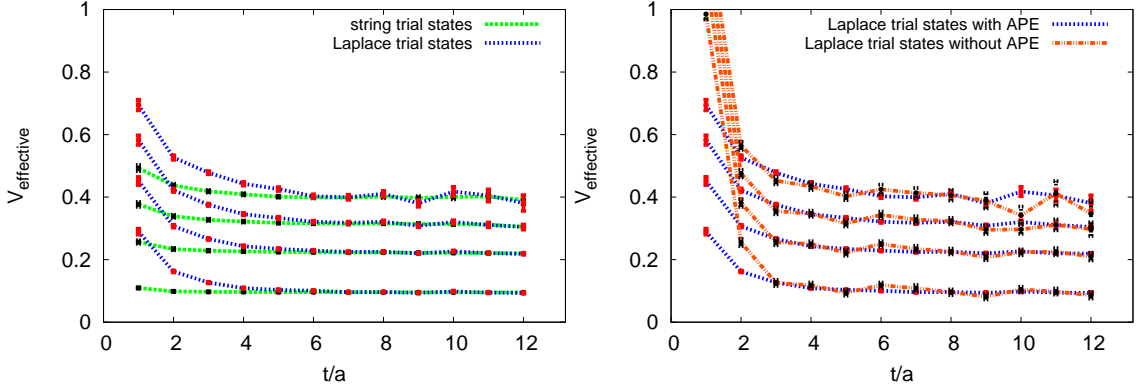 string trial states
Laplace trial states
V_effective
1
0.8
0.6
0.4
0.2
0
0 2 4 6 8 10 12
t/a
Laplace trial states with APE
Laplace trial states without APE
V_effective
1
0.8
0.6
0.4
0.2
0
0 2 4 6 8 10 12
t/a